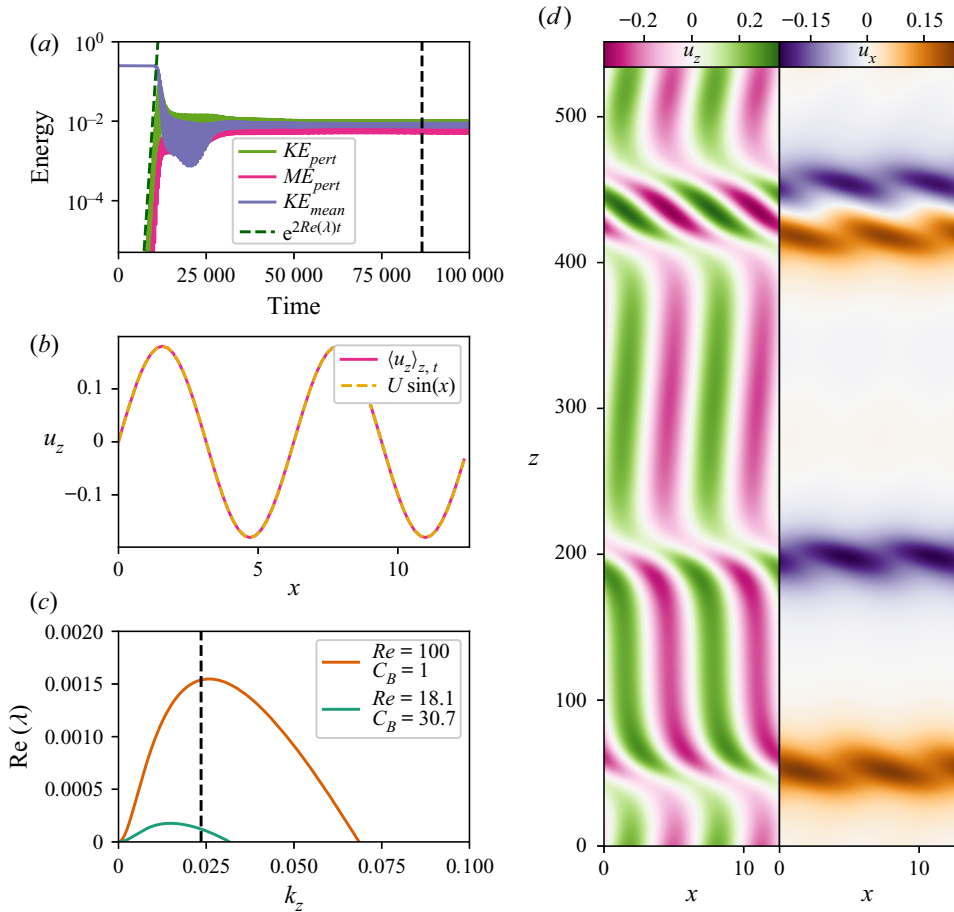 (a)
10⁰
10⁻²
10⁻⁴
Energy
KE_pert
ME_pert
KE_mean
e^{2Re(λ)t}
0
25 000
50 000
75 000
100 000
Time
(b)
0.1
0
−0.1
u_z
⟨u_z⟩_{z, t}
U sin(x)
0
5
10
x
(c)
0.0020
0.0015
0.0010
0.0005
0
Re (λ)
Re = 100
C_B = 1
Re = 18.1
C_B = 30.7
0
0.025
0.050
0.075
0.100
k_z
(d)
−0.2
0
0.2
u_z
−0.15
0
0.15
u_x
500
400
300
200
100
0
z
0
10
x
0
10
x